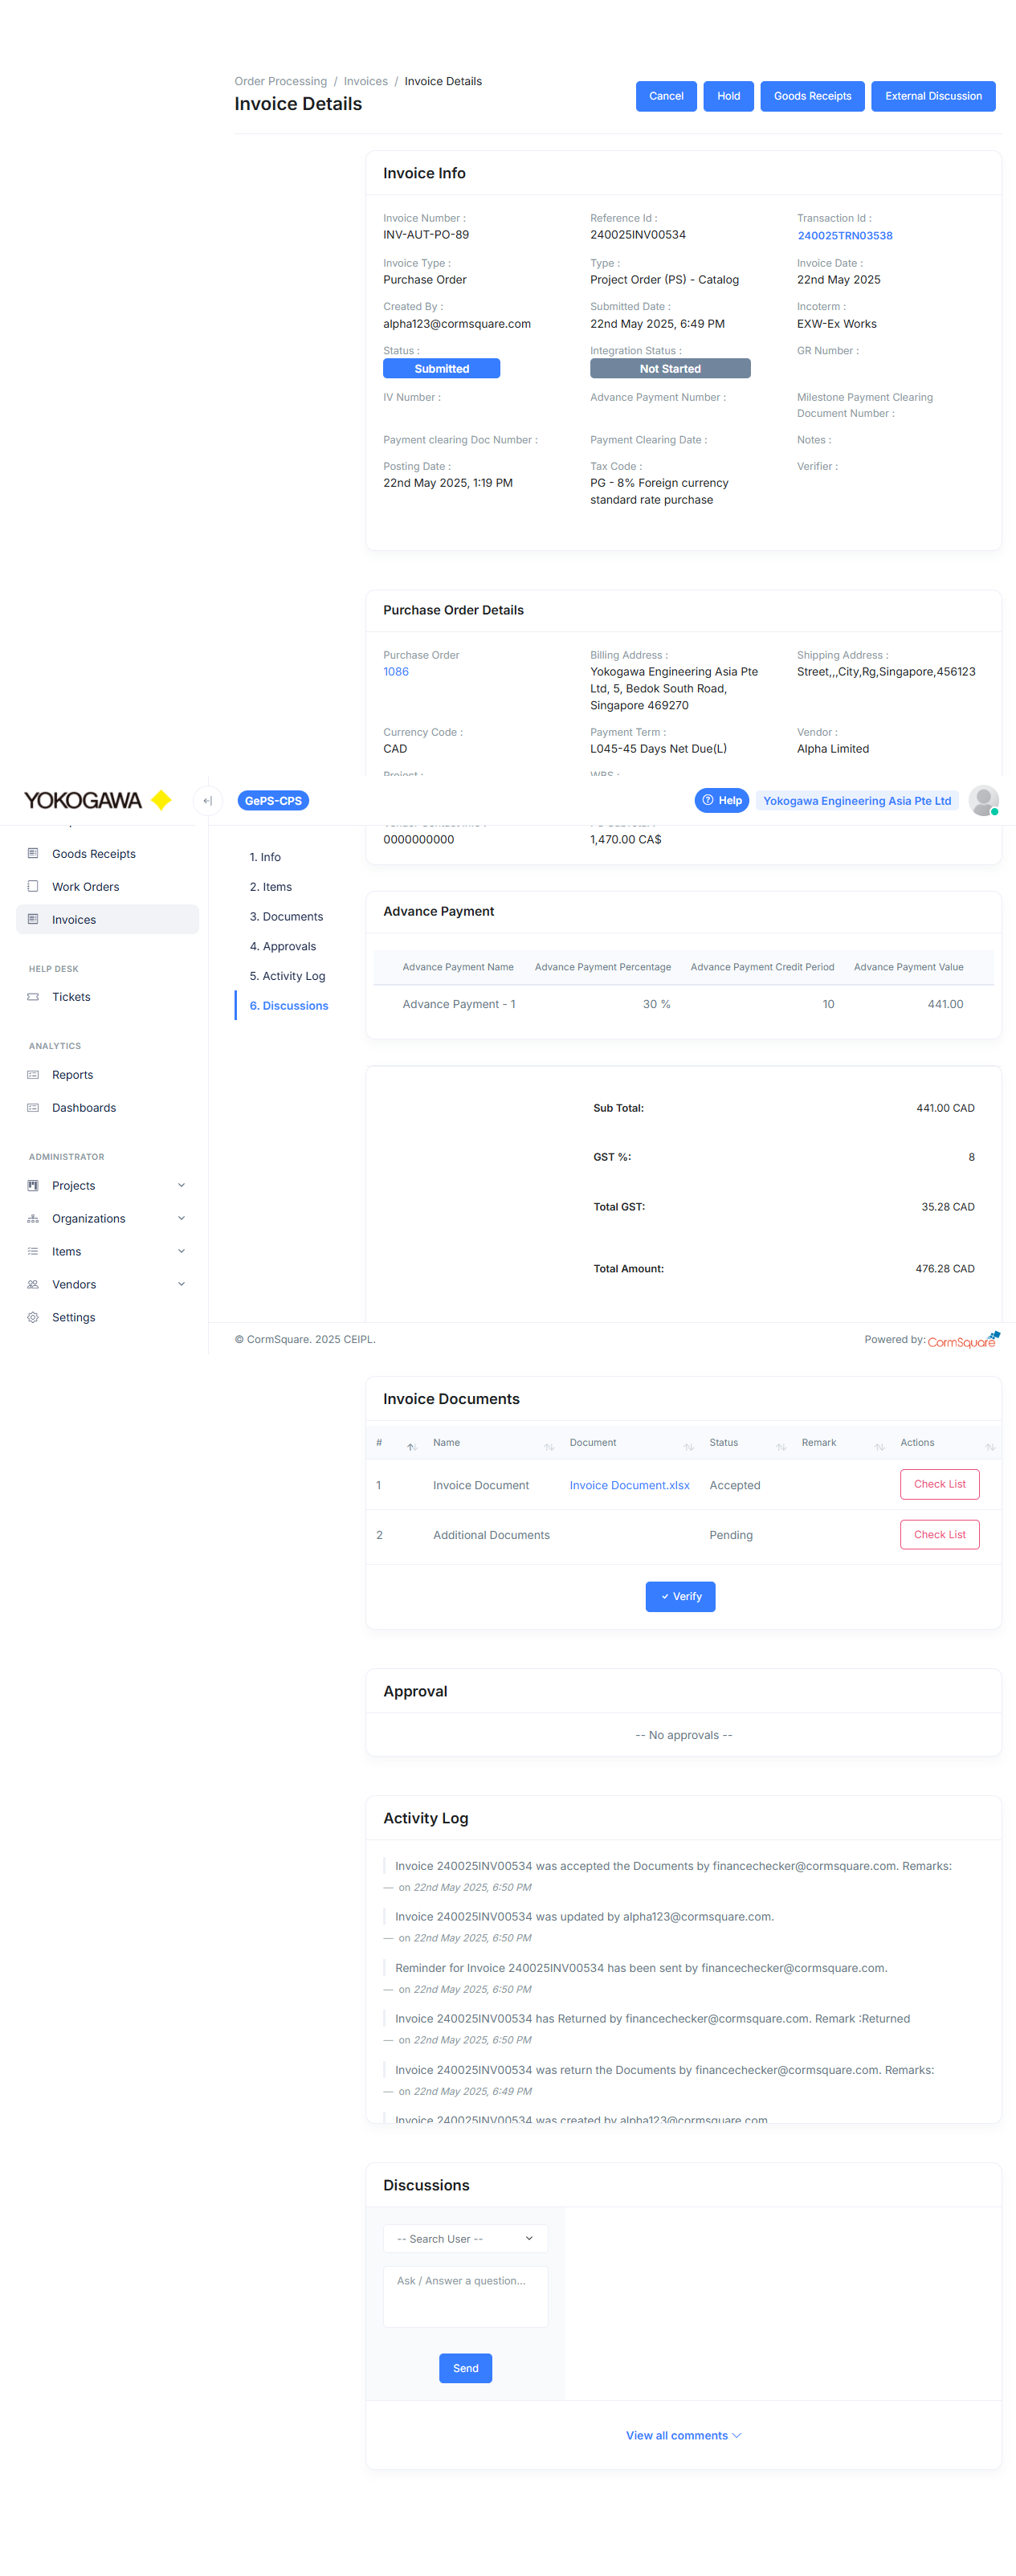 Order Processing / Invoices / Invoice Details
Invoice Details
Cancel
Hold
Goods Receipts
External Discussion
Invoice Info
Invoice Number :
INV-AUT-PO-89
Reference Id :
240025INV00534
Transaction Id :
240025TRN03538
Invoice Type :
Purchase Order
Type :
Project Order (PS) - Catalog
Invoice Date :
22nd May 2025
Created By :
alpha123@cormsquare.com
Submitted Date :
22nd May 2025, 6:49 PM
Incoterm :
EXW-Ex Works
Status :
Submitted
Integration Status :
Not Started
GR Number :
IV Number :
Advance Payment Number :
Milestone Payment Clearing
Document Number :
Payment clearing Doc Number :
Payment Clearing Date :
Notes :
Posting Date :
22nd May 2025, 1:19 PM
Tax Code :
PG - 8% Foreign currency
standard rate purchase
Verifier :
Purchase Order Details
Purchase Order
1086
Billing Address :
Yokogawa Engineering Asia Pte
Ltd, 5, Bedok South Road,
Singapore 469270
Shipping Address :
Street,,,City,Rg,Singapore,456123
Currency Code :
CAD
Payment Term :
L045-45 Days Net Due(L)
Vendor :
Alpha Limited
Project :
WBS :
YOKOGAWA
GePS-CPS
Help
Yokogawa Engineering Asia Pte Ltd
0000000000
1,470.00 CA$
Goods Receipts
Work Orders
Invoices
HELP DESK
Tickets
ANALYTICS
Reports
Dashboards
ADMINISTRATOR
Projects
Organizations
Items
Vendors
Settings
1. Info
2. Items
3. Documents
4. Approvals
5. Activity Log
6. Discussions
Advance Payment
Advance Payment Name
Advance Payment Percentage
Advance Payment Credit Period
Advance Payment Value
Advance Payment - 1
30 %
10
441.00
Sub Total:
441.00 CAD
GST %:
8
Total GST:
35.28 CAD
Total Amount:
476.28 CAD
© CormSquare. 2025 CEIPL.
Powered by: CormSquare
Invoice Documents
#
Name
Document
Status
Remark
Actions
1
Invoice Document
Invoice Document.xlsx
Accepted
Check List
2
Additional Documents
Pending
Check List
Verify
Approval
-- No approvals --
Activity Log
Invoice 240025INV00534 was accepted the Documents by financechecker@cormsquare.com. Remarks:
— on 22nd May 2025, 6:50 PM
Invoice 240025INV00534 was updated by alpha123@cormsquare.com.
— on 22nd May 2025, 6:50 PM
Reminder for Invoice 240025INV00534 has been sent by financechecker@cormsquare.com.
— on 22nd May 2025, 6:50 PM
Invoice 240025INV00534 has Returned by financechecker@cormsquare.com. Remark :Returned
— on 22nd May 2025, 6:50 PM
Invoice 240025INV00534 was return the Documents by financechecker@cormsquare.com. Remarks:
— on 22nd May 2025, 6:49 PM
Invoice 240025INV00534 was created by alpha123@cormsquare.com
Discussions
-- Search User --
Ask / Answer a question...
Send
View all comments